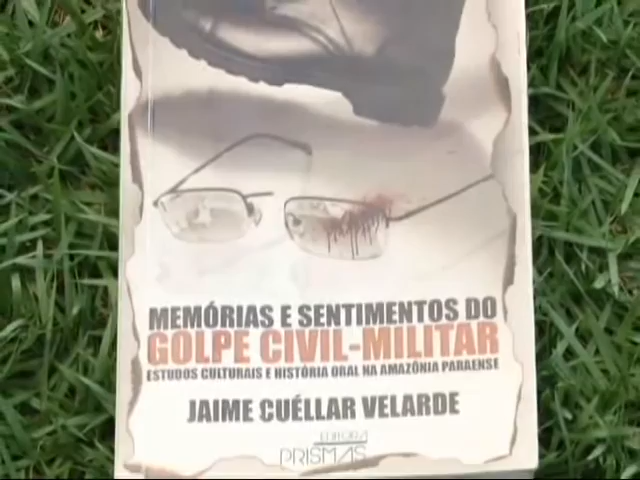 MEMÓRIAS E SENTIMENTOS DO
GOLPE CIVIL-MILITAR
ESTUDOS CULTURAIS E HISTÓRIA ORAL NA AMAZÔNIA PARAENSE
JAIME CUÉLLAR VELARDE
EDITORA
PRISMAS